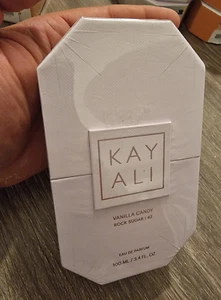 KAY
ALI
VANILLA CANDY
ROCK SUGAR | 42
EAU DE PARFUM
100 ML / 3.4 FL. OZ